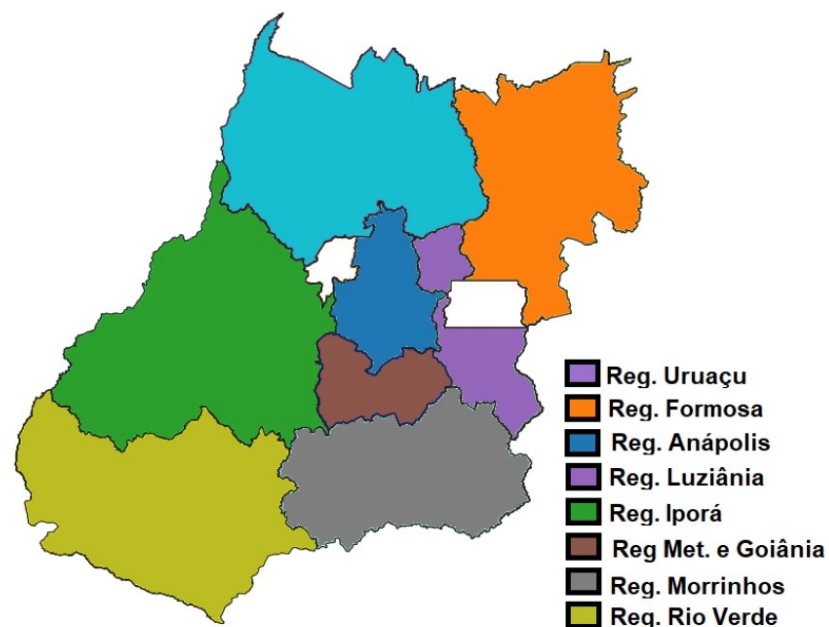 Reg. Uruaçu
Reg. Formosa
Reg. Anápolis
Reg. Luziânia
Reg. Iporá
Reg Met. e Goiânia
Reg. Morrinhos
Reg. Rio Verde